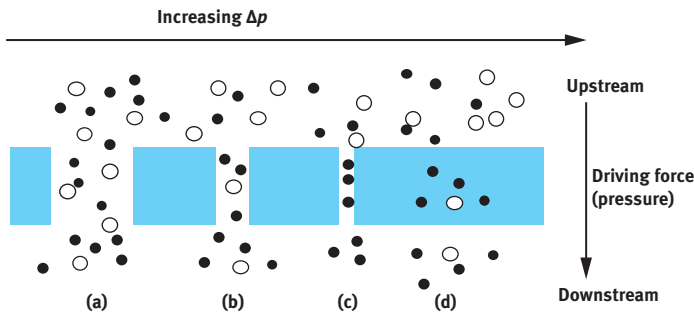 Increasing Δp
Upstream
Driving force
(pressure)
Downstream
(a)
(b)
(c)
(d)